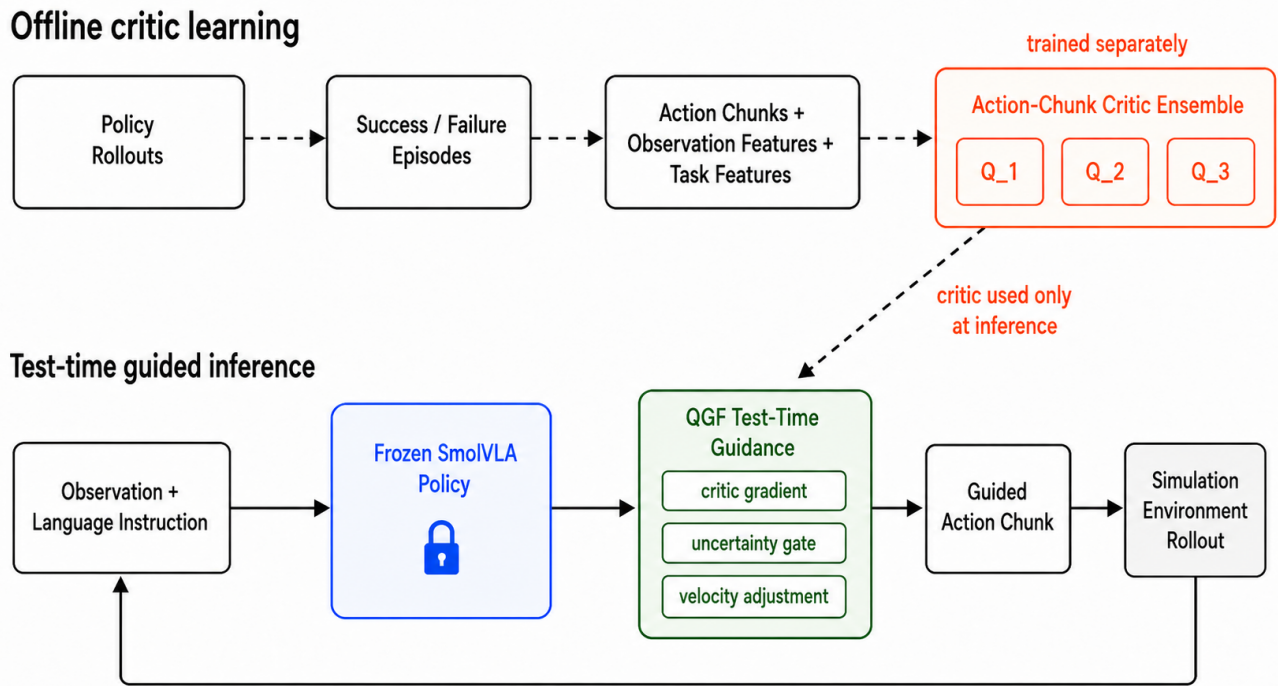 Offline critic learning
trained separately
Policy
Rollouts
Success / Failure
Episodes
Action Chunks +
Observation Features +
Task Features
Action-Chunk Critic Ensemble
Q_1
Q_2
Q_3
critic used only
at inference
Test-time guided inference
Observation +
Language Instruction
Frozen SmolVLA
Policy
QGF Test-Time
Guidance
critic gradient
uncertainty gate
velocity adjustment
Guided
Action Chunk
Simulation
Environment
Rollout